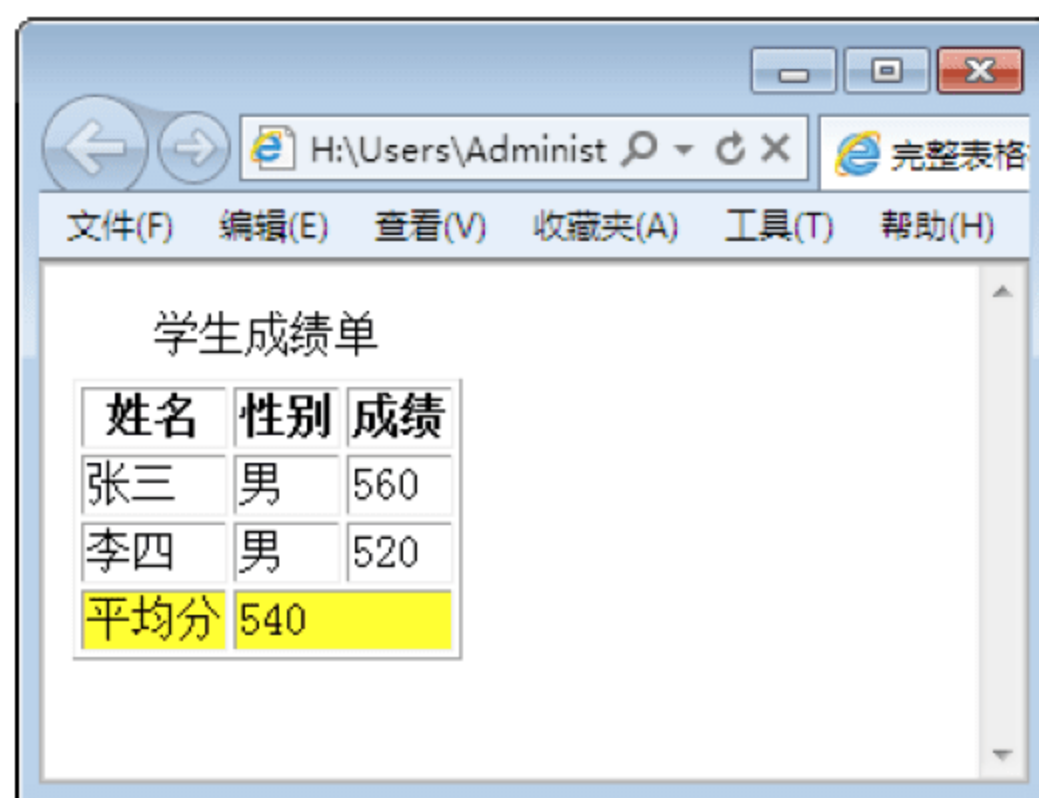 H:\Users\Administ 完整表格
文件(F) 编辑(E) 查看(V) 收藏夹(A) 工具(T) 帮助(H)
学生成绩单
姓名 性别 成绩
张三 男 560
李四 男 520
平均分 540